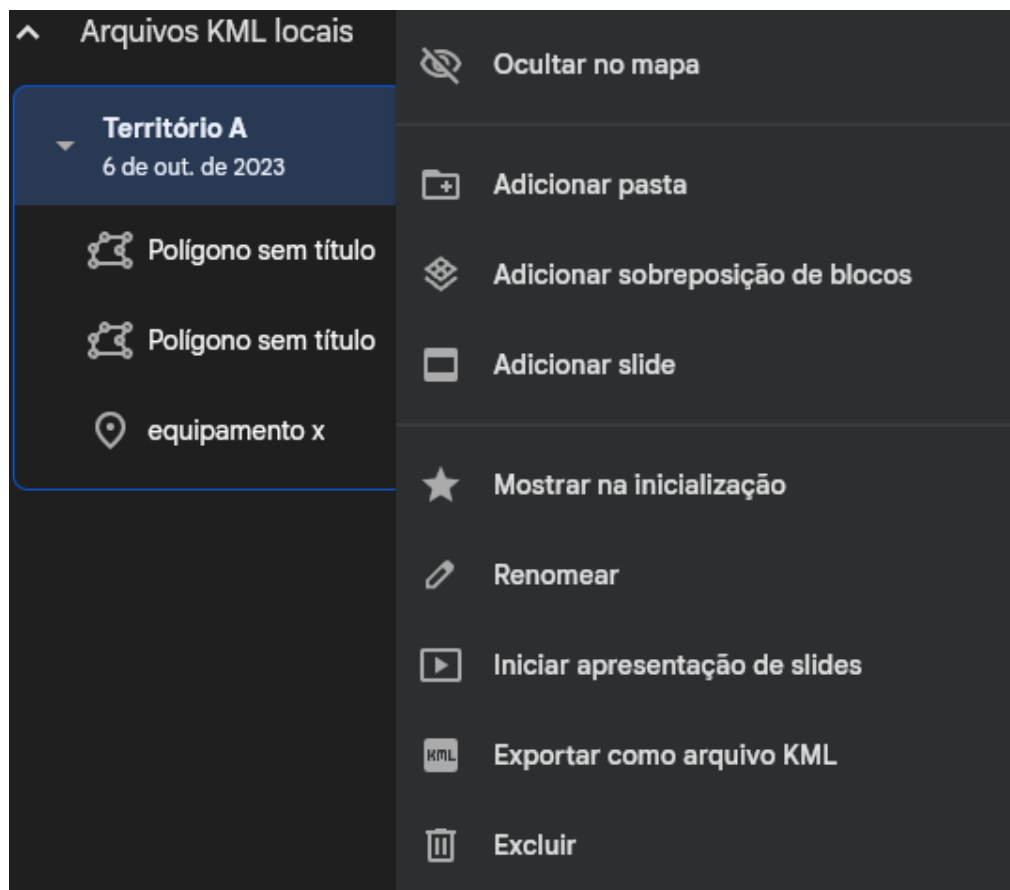 Arquivos KML locais
Território A
6 de out. de 2023
Polígono sem título
Polígono sem título
equipamento x
Ocultar no mapa
Adicionar pasta
Adicionar sobreposição de blocos
Adicionar slide
Mostrar na inicialização
Renomear
Iniciar apresentação de slides
KML Exportar como arquivo KML
Excluir